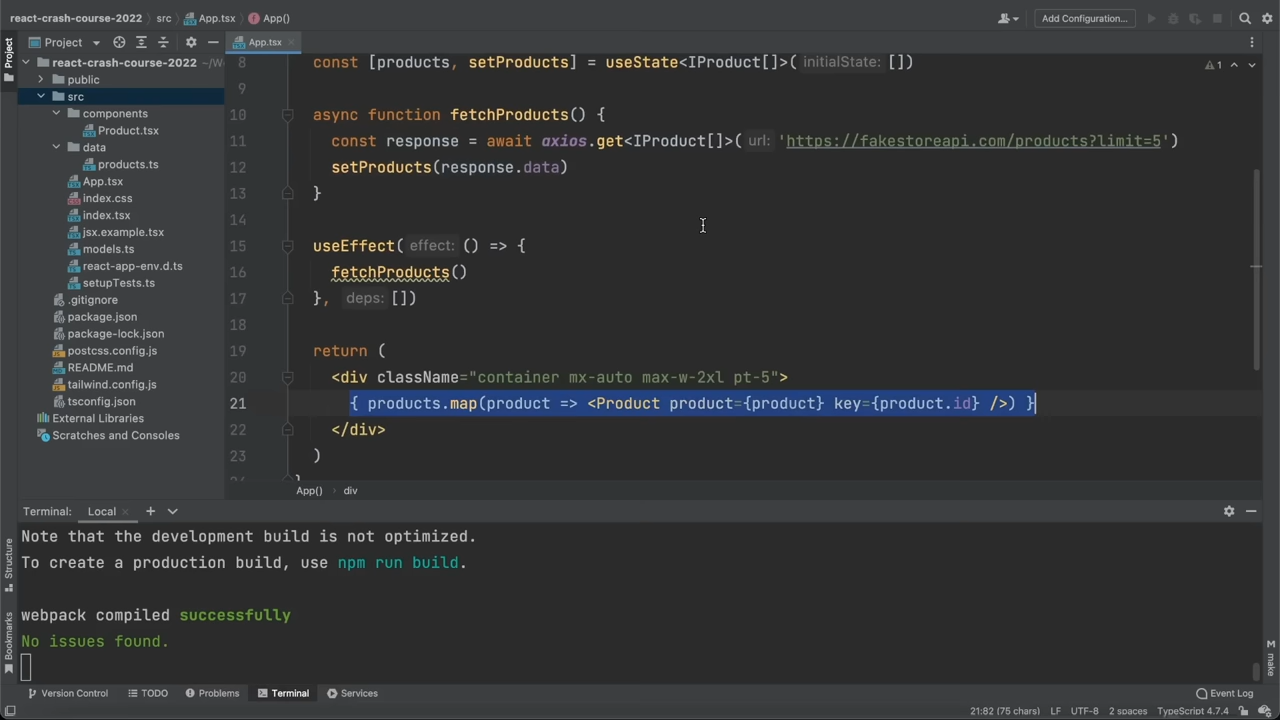 react-crash-course-2022 src App.tsx App()
Add Configuration...
Project
Project
App.tsx
react-crash-course-2022 ~/W
public
src
components
Product.tsx
data
products.ts
App.tsx
index.css
index.tsx
jsx.example.tsx
models.ts
react-app-env.d.ts
setupTests.ts
.gitignore
package.json
package-lock.json
postcss.config.js
README.md
tailwind.config.js
tsconfig.json
External Libraries
Scratches and Consoles
1
8 const [products, setProducts] = useState<IProduct[]>( initialState: [])
9
10 async function fetchProducts() {
11 const response = await axios.get<IProduct[]>( url: 'https://fakestoreapi.com/products?limit=5')
12 setProducts(response.data)
13 }
14
15 useEffect( effect: () => {
16 fetchProducts()
17 }, deps: [])
18
19 return (
20 <div className="container mx-auto max-w-2xl pt-5">
21 { products.map(product => <Product product={product} key={product.id} />) }
22 </div>
23 )
App() div
Terminal: Local
Note that the development build is not optimized.
To create a production build, use npm run build.
webpack compiled successfully
No issues found.
Structure
Bookmarks
make
Version Control TODO Problems Terminal Services Event Log
21:82 (75 chars) LF UTF-8 2 spaces TypeScript 4.7.4